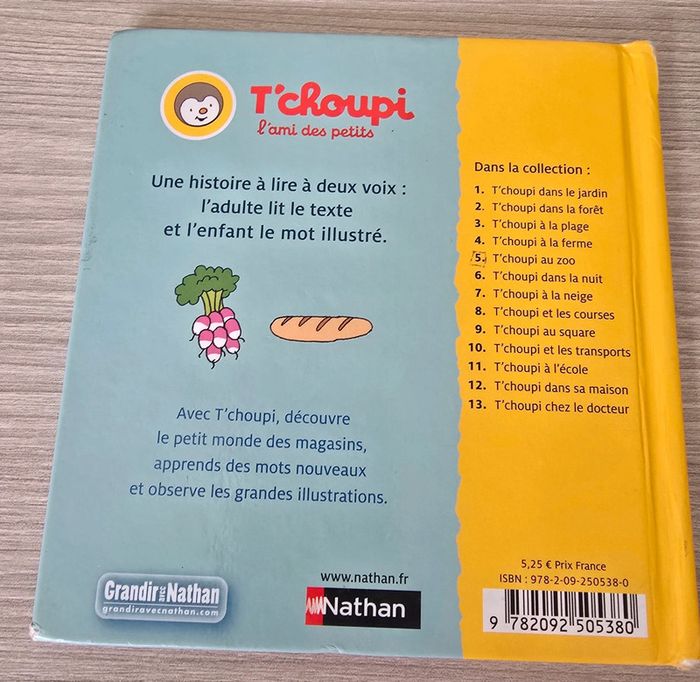 T'choupi
l'ami des petits
Une histoire à lire à deux voix :
l'adulte lit le texte
et l'enfant le mot illustré.
Avec T'choupi, découvre
le petit monde des magasins,
apprends des mots nouveaux
et observe les grandes illustrations.
Grandir avec Nathan
grandiravecnathan.com
www.nathan.fr
Nathan
Dans la collection :
1. T'choupi dans le jardin
2. T'choupi dans la forêt
3. T'choupi à la plage
4. T'choupi à la ferme
5. T'choupi au zoo
6. T'choupi dans la nuit
7. T'choupi à la neige
8. T'choupi et les courses
9. T'choupi au square
10. T'choupi et les transports
11. T'choupi à l'école
12. T'choupi dans sa maison
13. T'choupi chez le docteur
5,25 € Prix France
ISBN : 978-2-09-250538-0
9 782092 505380